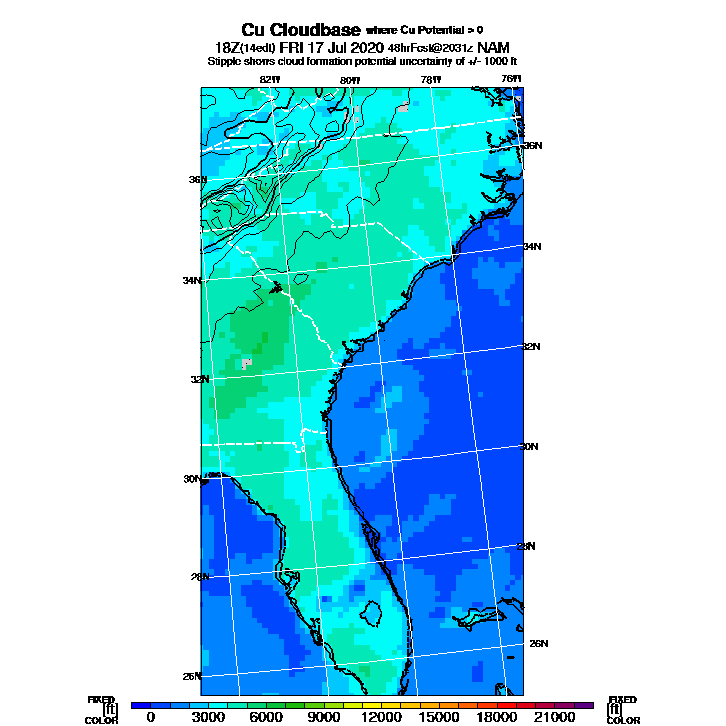 Cu Cloudbase where Cu Potential > 0
18Z(14edt) FRI 17 Jul 2020 48hrFcst@2031z NAM
Stipple shows cloud formation potential uncertainty of +/- 1000 ft
82W 80W 78W 76W
36N
36N
34N
34N
32N
32N
30N
30N
28N
28N
26N
26N
FIXED FIXED
[ft] [ft]
COLOR COLOR
0 3000 6000 9000 12000 15000 18000 21000